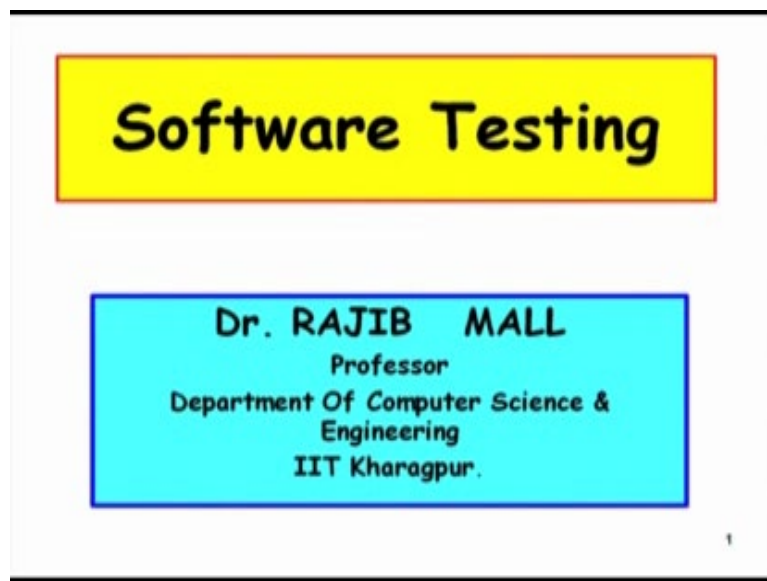 Software Testing
Dr. RAJIB MALL
Professor
Department Of Computer Science &
Engineering
IIT Kharagpur.
1